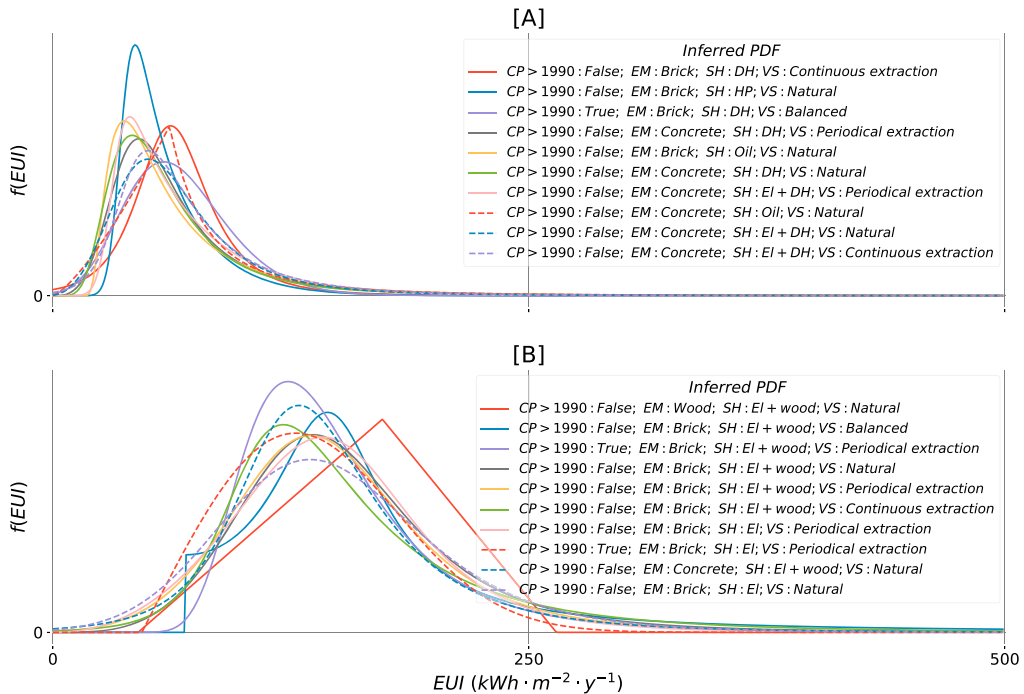 [A]
f(EUI)
Inferred PDF
CP > 1990 : False; EM : Brick; SH : DH; VS : Continuous extraction
CP > 1990 : False; EM : Brick; SH : HP; VS : Natural
CP > 1990 : True; EM : Brick; SH : DH; VS : Balanced
CP > 1990 : False; EM : Concrete; SH : DH; VS : Periodical extraction
CP > 1990 : False; EM : Brick; SH : Oil; VS : Natural
CP > 1990 : False; EM : Concrete; SH : DH; VS : Natural
CP > 1990 : False; EM : Concrete; SH : El + DH; VS : Periodical extraction
CP > 1990 : False; EM : Concrete; SH : Oil; VS : Natural
CP > 1990 : False; EM : Concrete; SH : El + DH; VS : Natural
CP > 1990 : False; EM : Concrete; SH : El + DH; VS : Continuous extraction
0
[B]
f(EUI)
Inferred PDF
CP > 1990 : False; EM : Wood; SH : El + wood; VS : Natural
CP > 1990 : False; EM : Brick; SH : El + wood; VS : Balanced
CP > 1990 : True; EM : Brick; SH : El + wood; VS : Periodical extraction
CP > 1990 : False; EM : Brick; SH : El + wood; VS : Natural
CP > 1990 : False; EM : Brick; SH : El + wood; VS : Periodical extraction
CP > 1990 : False; EM : Brick; SH : El + wood; VS : Continuous extraction
CP > 1990 : False; EM : Brick; SH : El; VS : Periodical extraction
CP > 1990 : True; EM : Brick; SH : El; VS : Periodical extraction
CP > 1990 : False; EM : Concrete; SH : El + wood; VS : Natural
CP > 1990 : False; EM : Brick; SH : El; VS : Natural
0
0 250 500
EUI (kWh · m⁻² · y⁻¹)